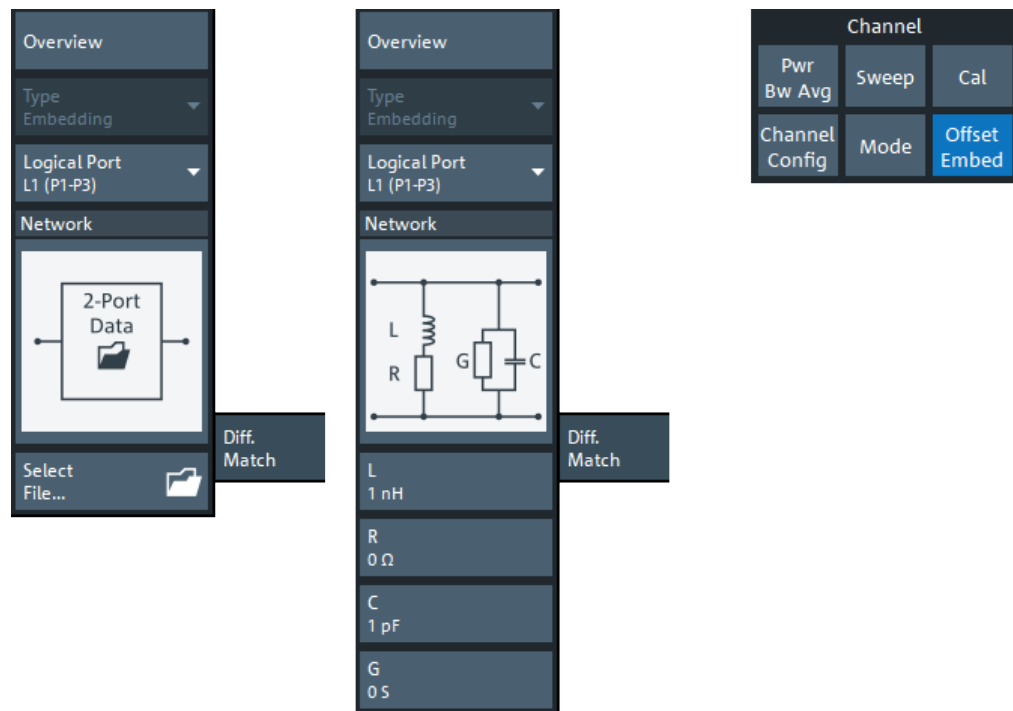 Overview
Type
Embedding
Logical Port
L1 (P1-P3)
Network
2-Port
Data
Select
File...
Diff.
Match
Overview
Type
Embedding
Logical Port
L1 (P1-P3)
Network
L
R
G
C
L
1 nH
R
0 Ω
C
1 pF
G
0 S
Diff.
Match
Channel
Pwr
Bw Avg
Sweep
Cal
Channel
Config
Mode
Offset
Embed